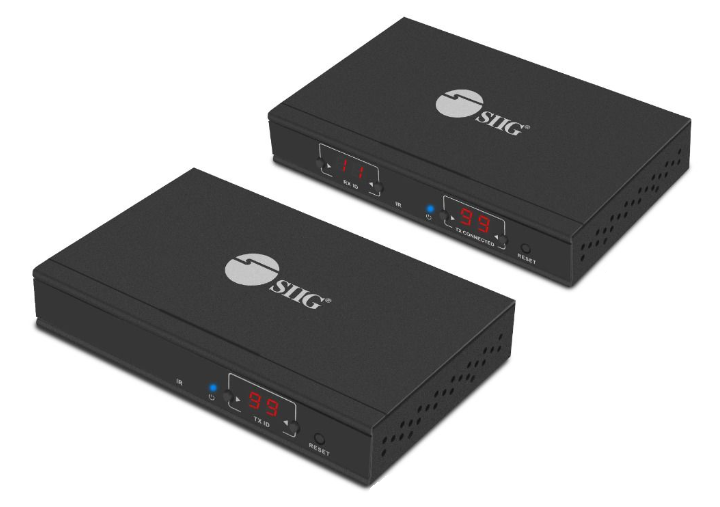 SIIG®
11
RX ID
IR
99
TX CONNECTED
RESET
SIIG®
IR
99
TX ID
RESET